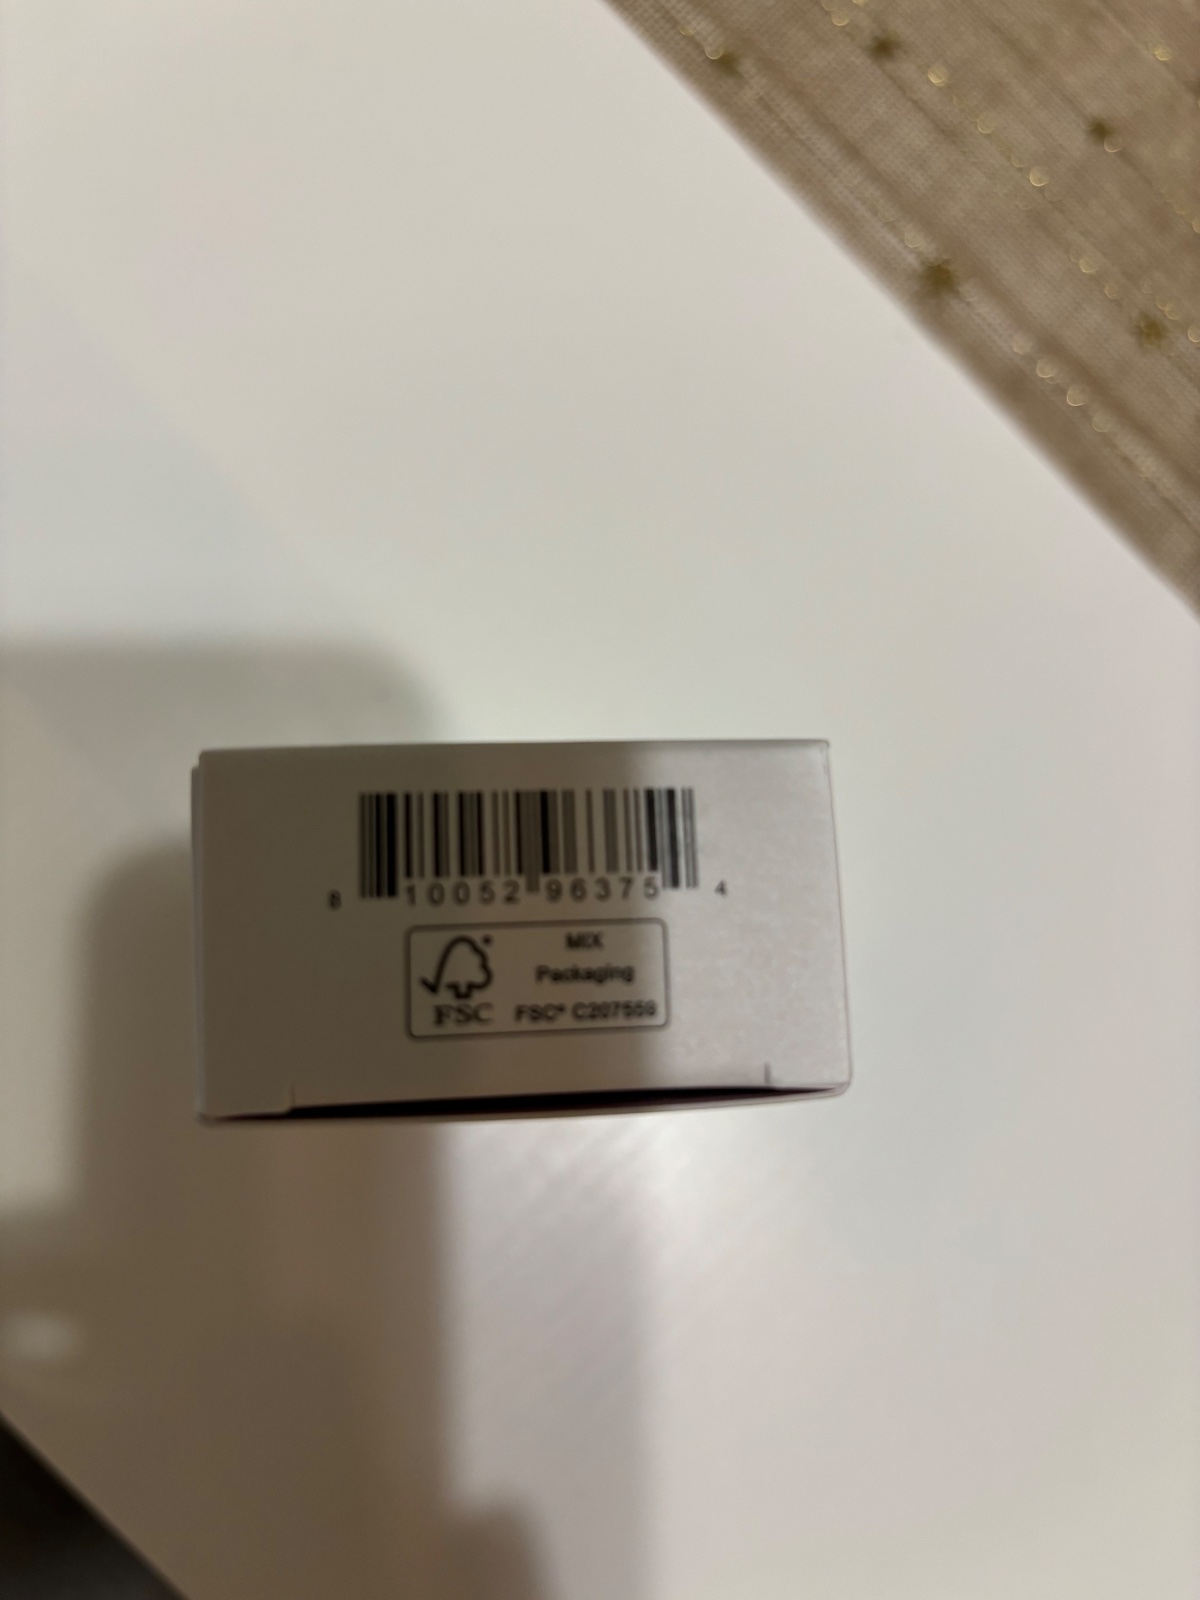 8 10052 96375 4
MIX
Packaging
FSC
FSC® C207559